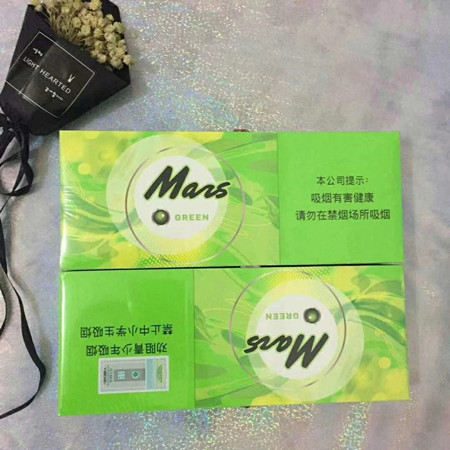 LIGHT HEARTED
Mars
GREEN
本公司提示:
吸烟有害健康
请勿在禁烟场所吸烟
Mars
GREEN
劝阻青少年吸烟
禁止中小学生吸烟